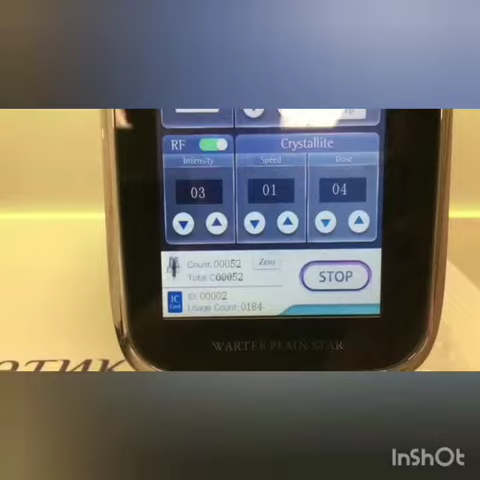 RF
Crystallite
Intensity
Speed
Dose
03
01
04
Count:00052
Zero
Total C00052
STOP
IC
Card
ID:00002
Usage Count:0184
WARTER PLAIN STAR
InShOt